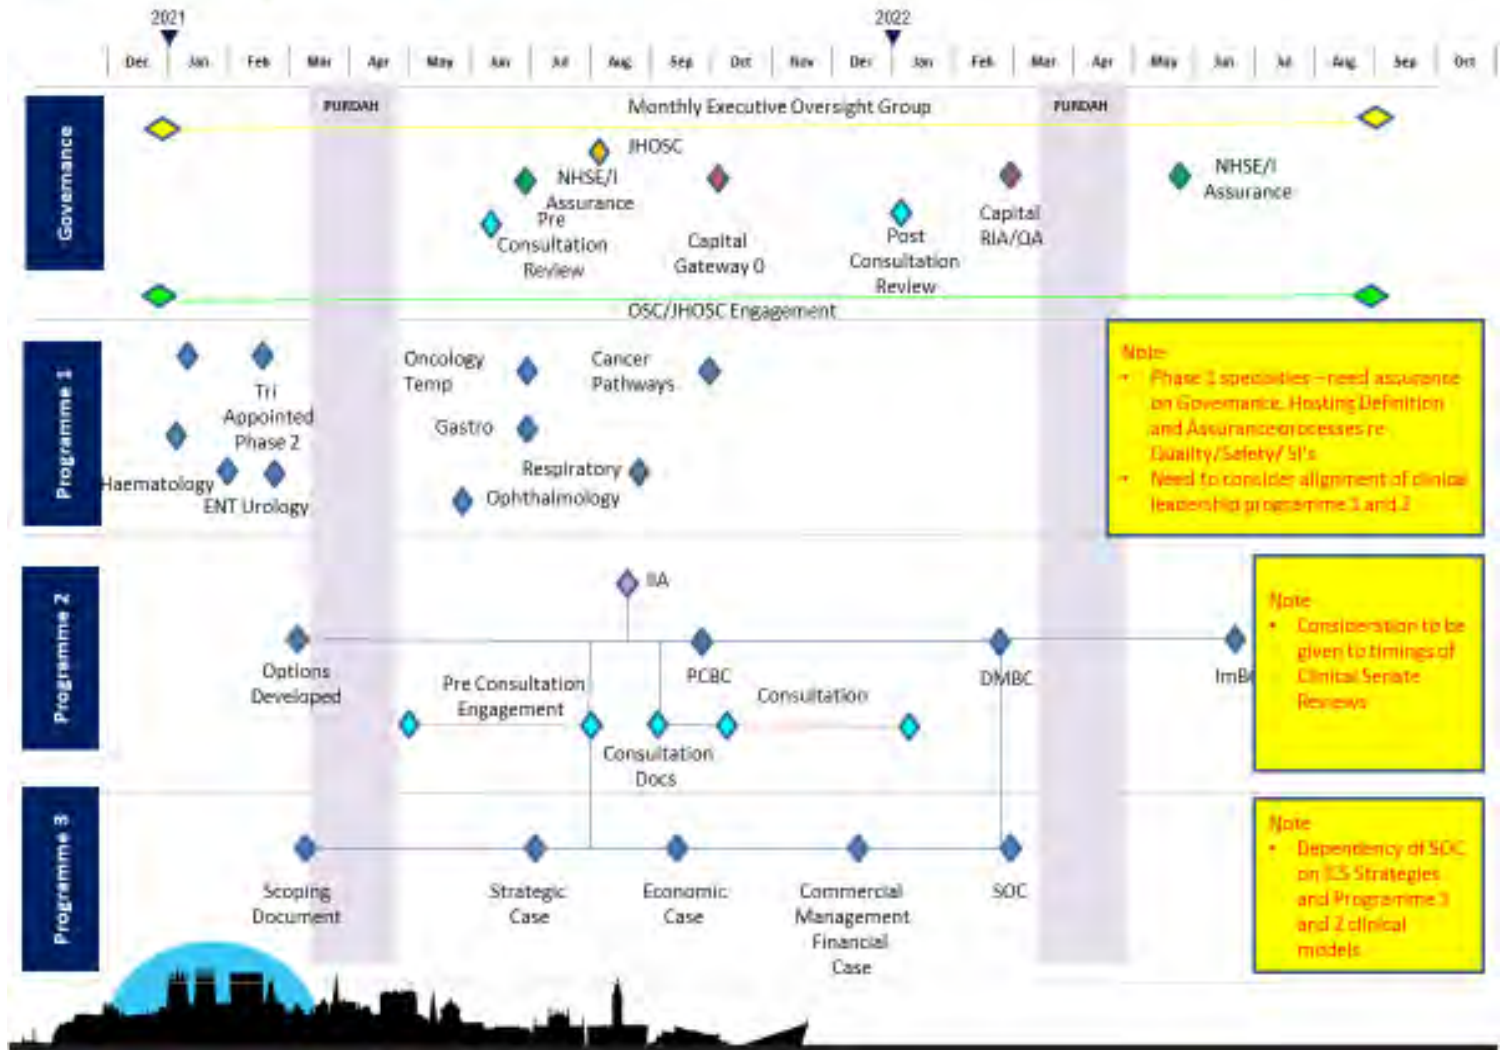 2021
2022
Dec Jan Feb Mar Apr May Jun Jul Aug Sep Oct Nov Dec Jan Feb Mar Apr May Jun Jul Aug Sep Oct
Governance
PURDAH
PURDAH
Monthly Executive Oversight Group
JHOSC
NHSE/I
Assurance
Pre
Consultation
Review
Capital
Gateway 0
Post
Consultation
Review
Capital
RIA/QA
NHSE/I
Assurance
OSC/JHOSC Engagement
Programme 1
Tri
Appointed
Phase 2
Haematology
ENT Urology
Oncology
Temp
Gastro
Cancer
Pathways
Respiratory
Ophthalmology
Note
• Phase 1 specialties – need assurance
on Governance, Hosting Definition
and Assurance processes re
Quality/Safety/ SI's
• Need to consider alignment of clinical
leadership programme 1 and 2
Programme 2
IIA
Options
Developed
Pre Consultation
Engagement
PCBC
Consultation
Consultation
Docs
DMBC
ImB
Note
• Consideration to be
given to timings of
Clinical Senate
Reviews
Programme 3
Scoping
Document
Strategic
Case
Economic
Case
Commercial
Management
Financial
Case
SOC
Note
• Dependency of SOC
on ICS Strategies
and Programme
and 2 clinical
models